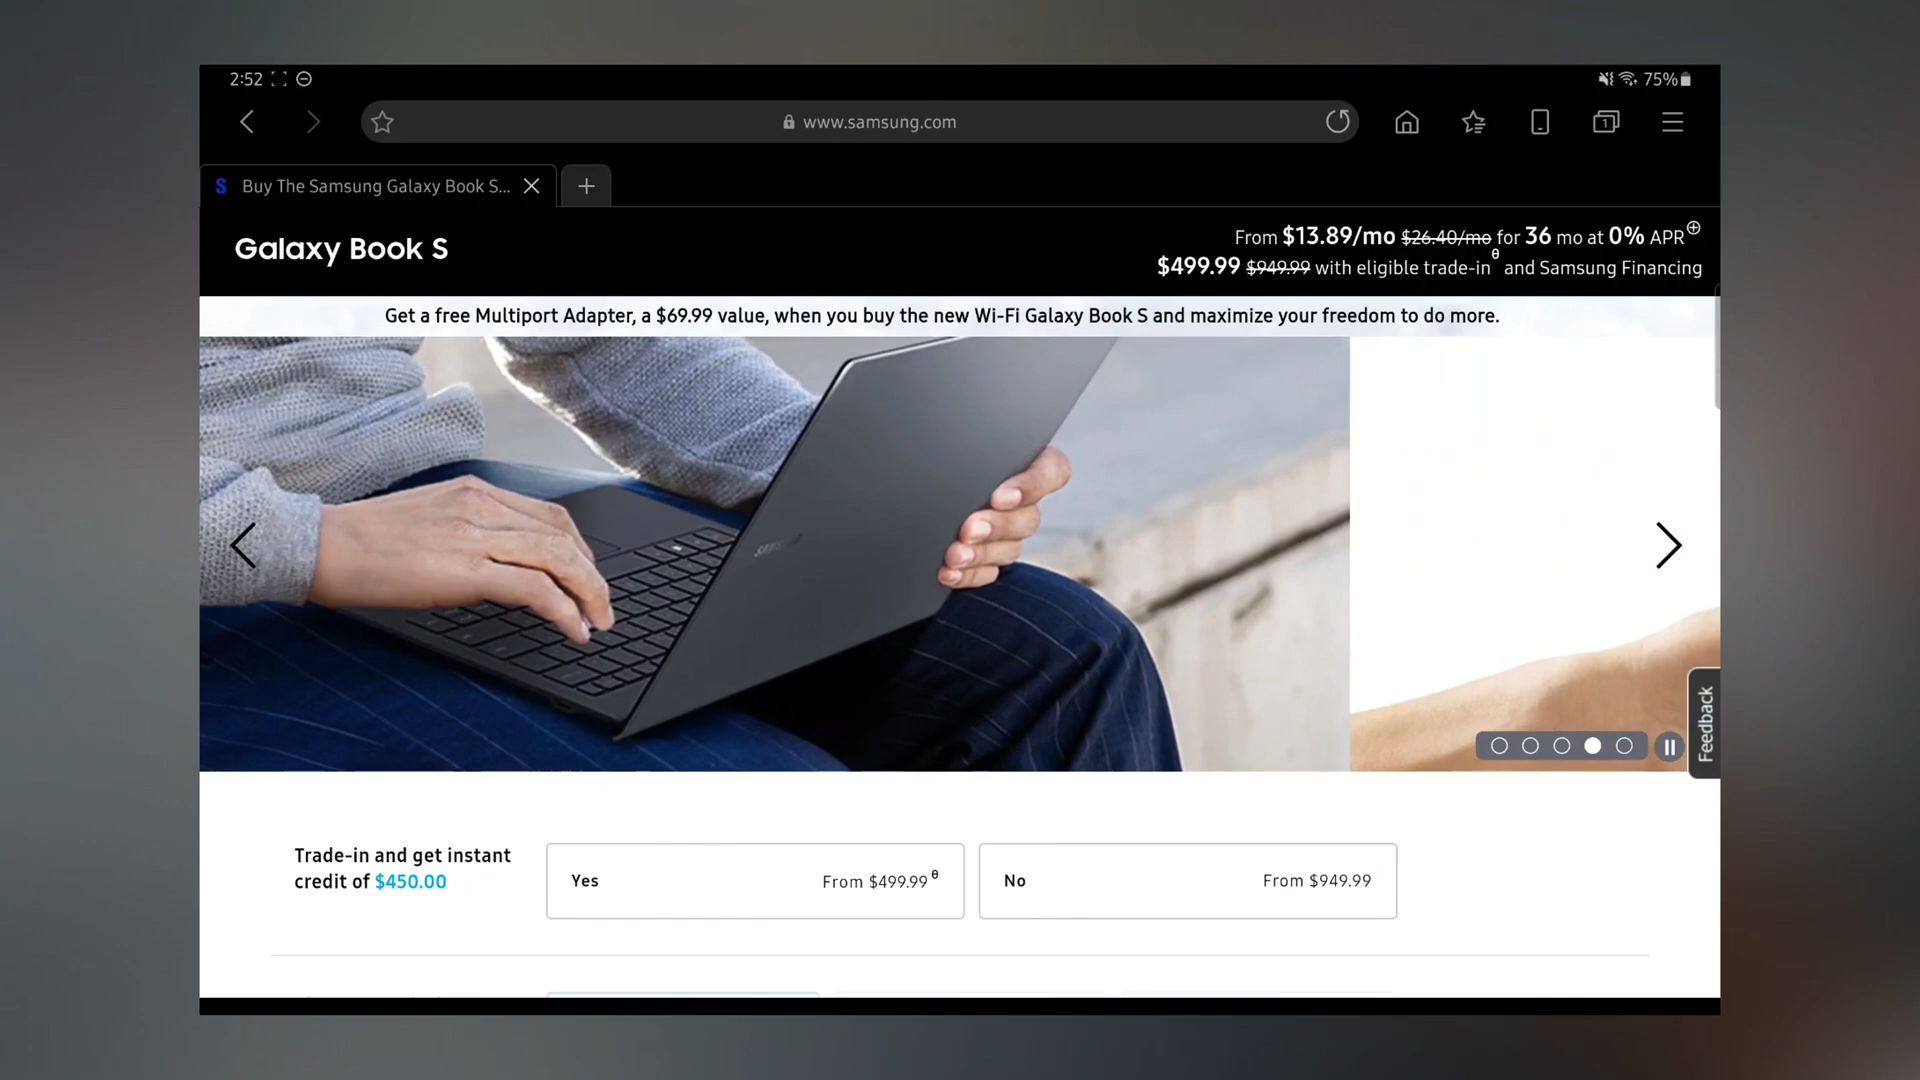 2:52
75%
www.samsung.com
1
S Buy The Samsung Galaxy Book S...
Galaxy Book S
From $13.89/mo $26.40/mo for 36 mo at 0% APR⊕
$499.99 $949.99 with eligible trade-in θ and Samsung Financing
Get a free Multiport Adapter, a $69.99 value, when you buy the new Wi-Fi Galaxy Book S and maximize your freedom to do more.
SAMSUNG
Feedback
Trade-in and get instant
credit of $450.00
Yes From $499.99 θ
No From $949.99